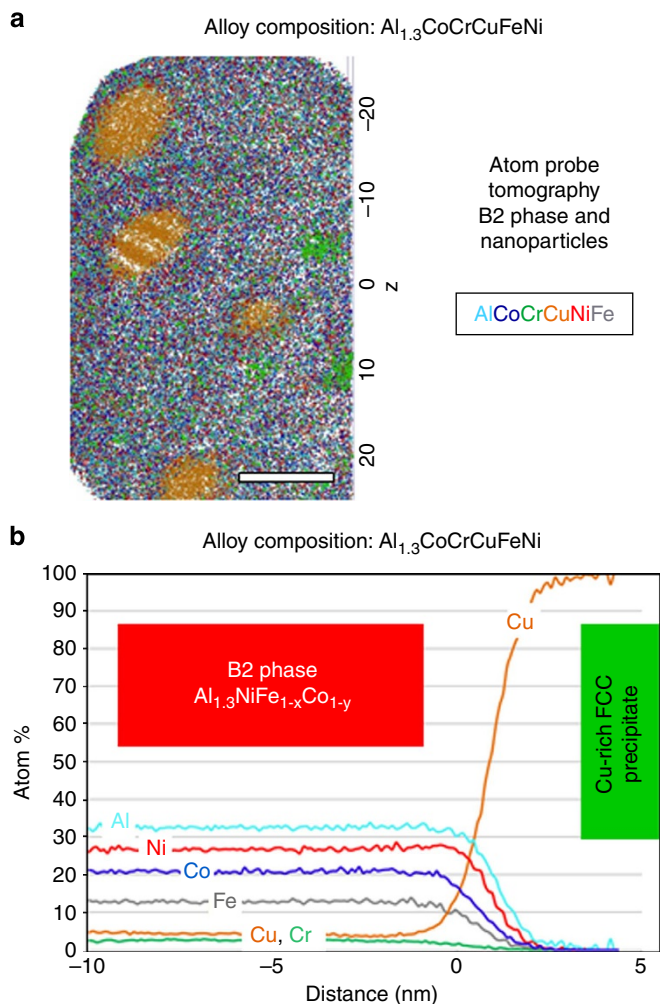 a
Alloy composition: Al1.3CoCrCuFeNi
−20
−10
0
10
20
z
Atom probe
tomography
B2 phase and
nanoparticles
AlCoCrCuNiFe
b
Alloy composition: Al1.3CoCrCuFeNi
100
90
80
70
60
50
40
30
20
10
0
Atom %
B2 phase
Al1.3NiFe1-xCo1-y
Cu
Cu-rich FCC
precipitate
Al
Ni
Co
Fe
Cu, Cr
−10
−5
0
5
Distance (nm)